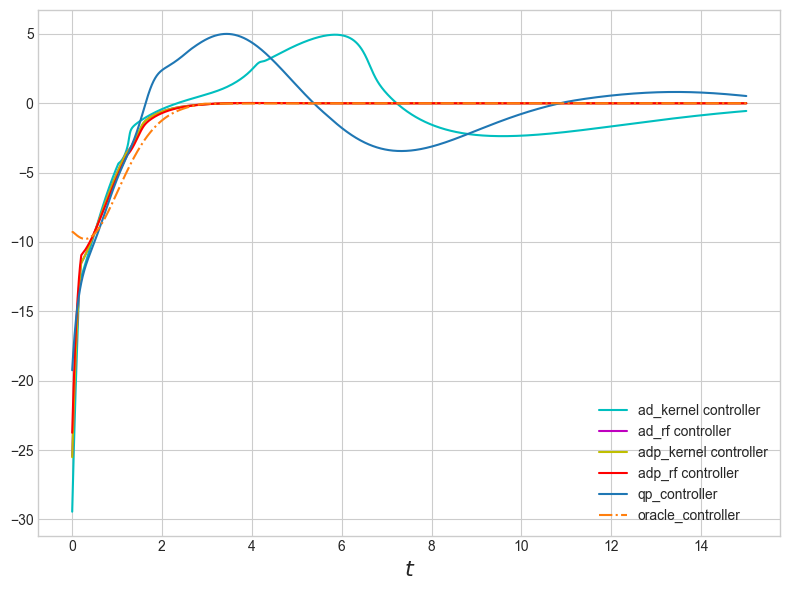 5
0
−5
−10
−15
−20
−25
−30
0 2 4 6 8 10 12 14
t
ad_kernel controller
ad_rf controller
adp_kernel controller
adp_rf controller
qp_controller
oracle_controller